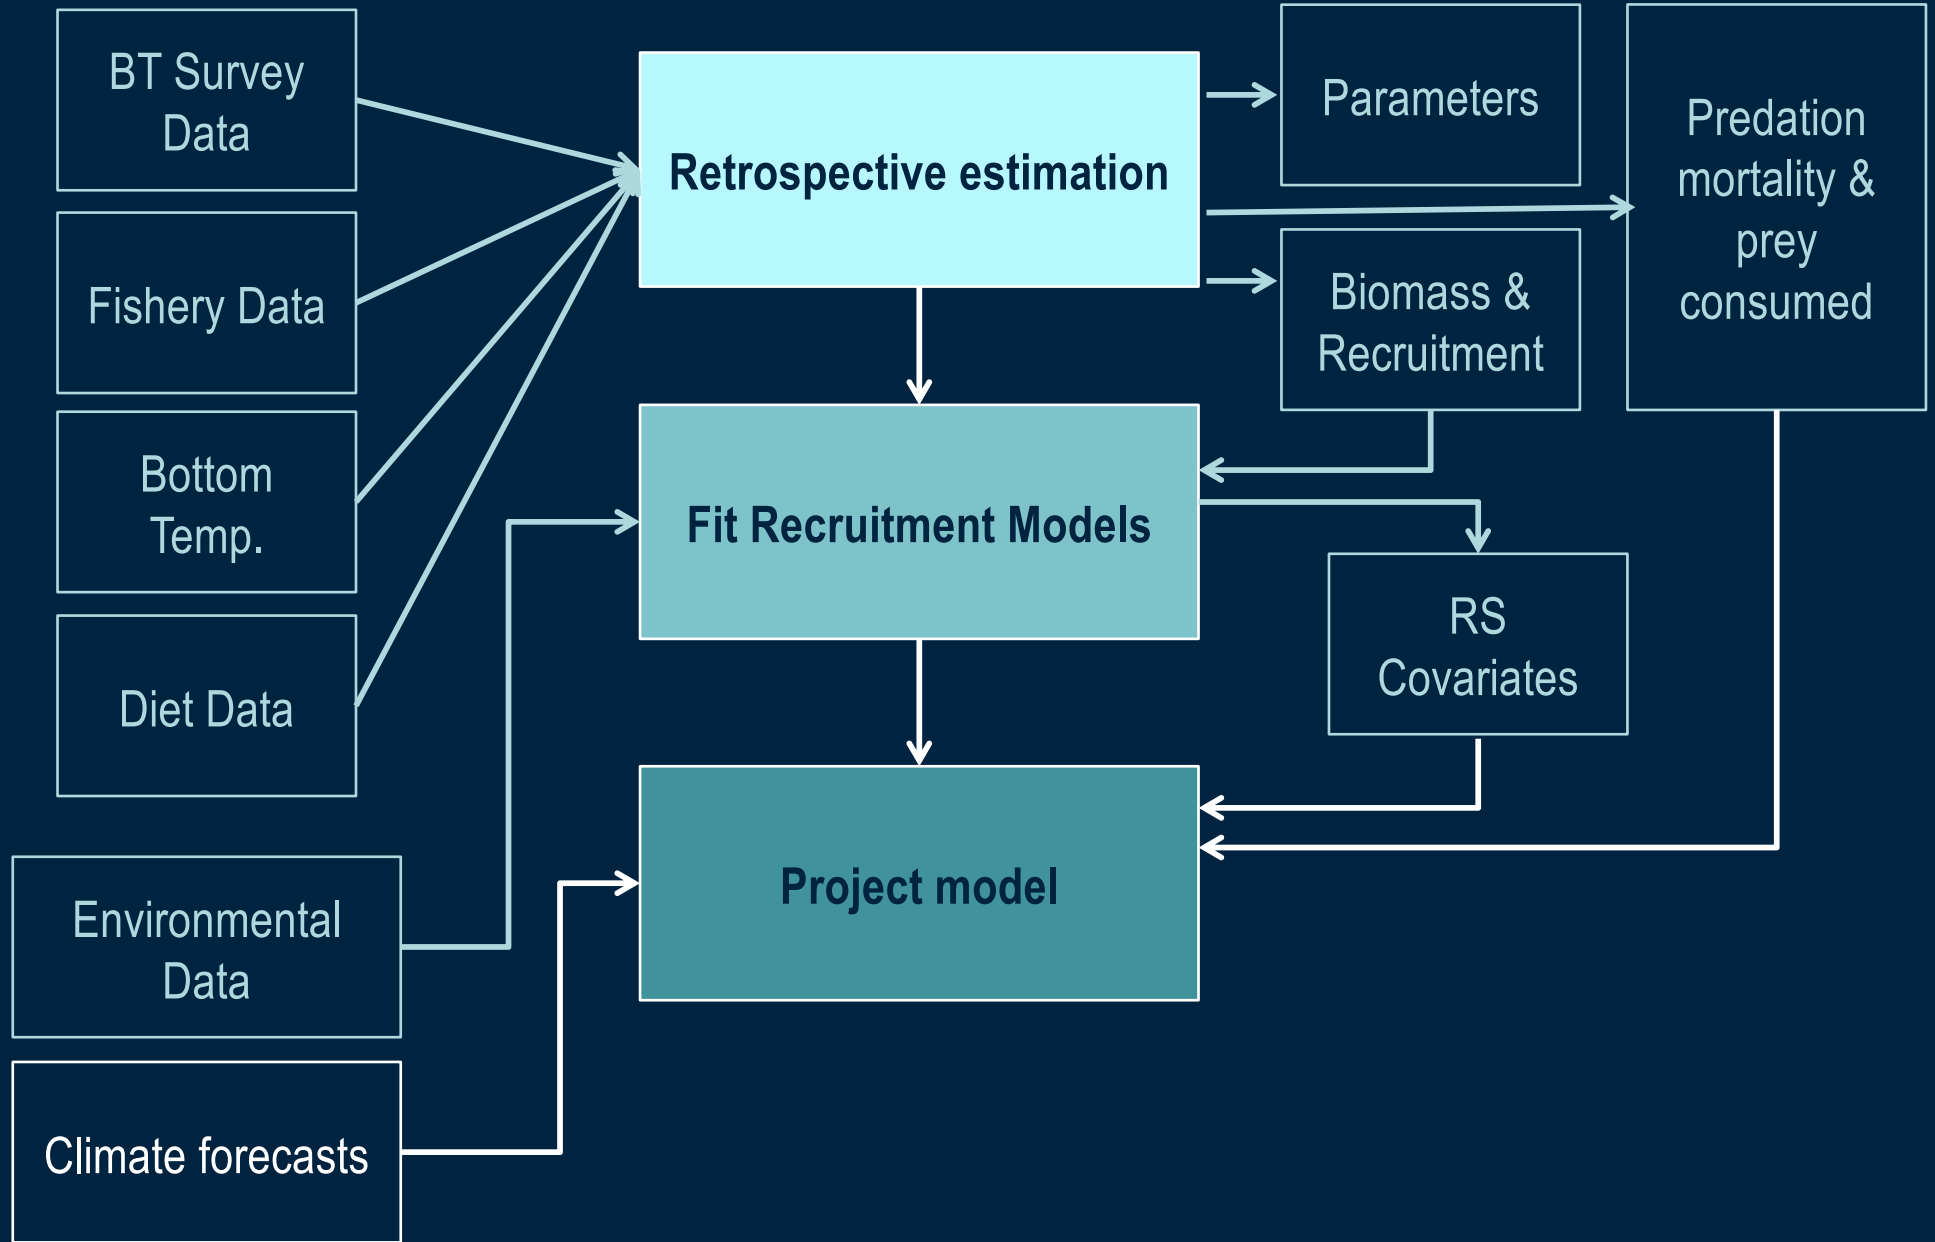 BT Survey
Data
Fishery Data
Bottom
Temp.
Diet Data
Environmental
Data
Climate forecasts
Retrospective estimation
Fit Recruitment Models
Project model
Parameters
Biomass &
Recruitment
RS
Covariates
Predation
mortality &
prey
consumed